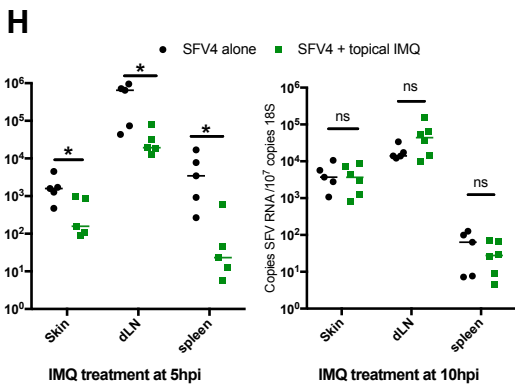 H
SFV4 alone
SFV4 + topical IMQ
10⁶
10⁵
10⁴
10³
10²
10¹
10⁰
*
*
*
Skin
dLN
spleen
IMQ treatment at 5hpi
Copies SFV RNA /10⁷ copies 18S
10⁶
10⁵
10⁴
10³
10²
10¹
10⁰
ns
ns
ns
Skin
dLN
spleen
IMQ treatment at 10hpi